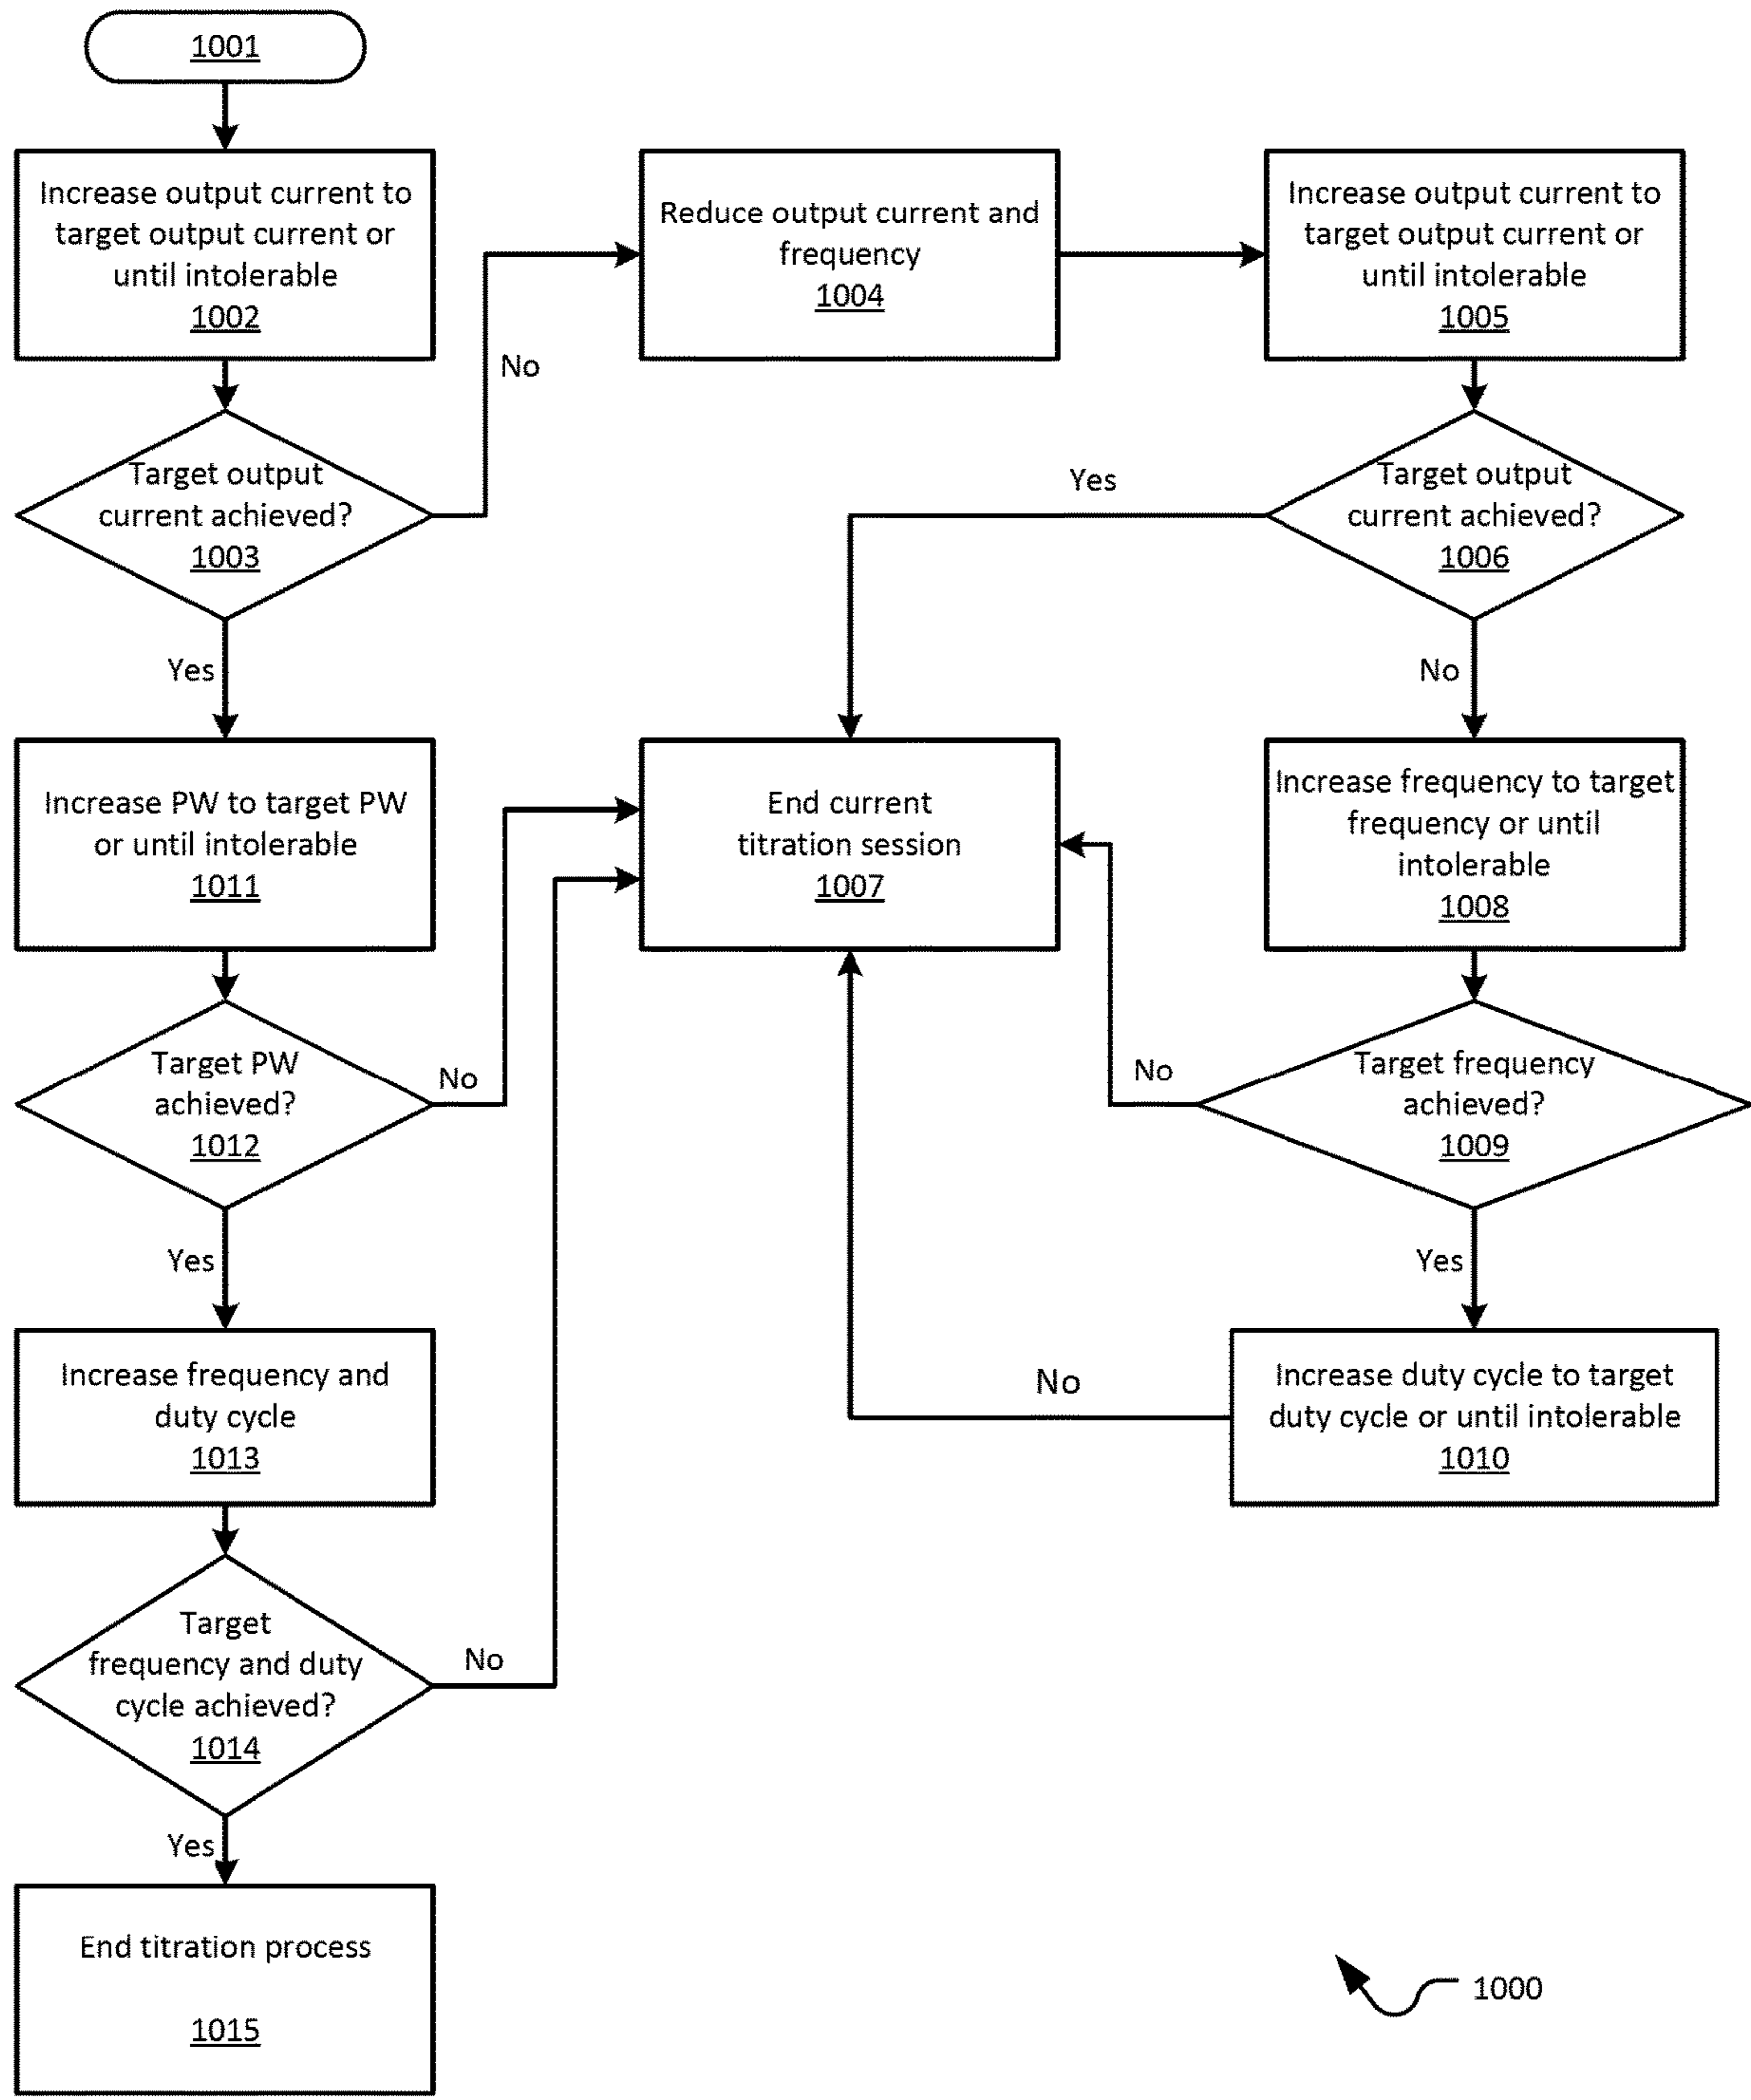 1001
Increase output current to
target output current or
until intolerable
1002
Reduce output current and
frequency
1004
Increase output current to
target output current or
until intolerable
1005
No
Target output
current achieved?
1003
Yes
Target output
current achieved?
1006
Yes
No
Increase PW to target PW
or until intolerable
1011
End current
titration session
1007
Increase frequency to target
frequency or until
intolerable
1008
Target PW
achieved?
1012
No
No
Target frequency
achieved?
1009
Yes
Yes
Increase frequency and
duty cycle
1013
No
Increase duty cycle to target
duty cycle or until intolerable
1010
Target
frequency and duty
cycle achieved?
1014
No
Yes
End titration process
1015
1000